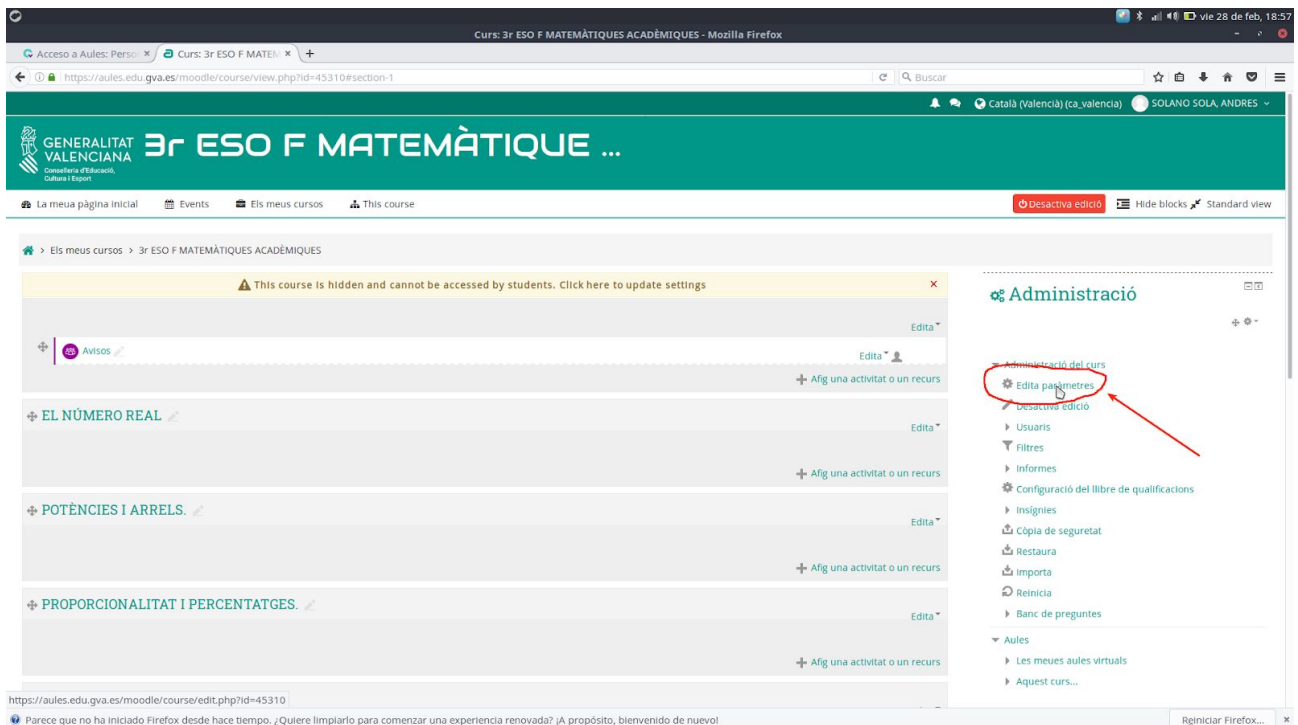 vie 28 de feb, 18:57
Curs: 3r ESO F MATEMÀTIQUES ACADÈMIQUES - Mozilla Firefox
Acceso a Aules: Perso × Curs: 3r ESO F MATEM × +
https://aules.edu.gva.es/moodle/course/view.php?id=45310#section-1 Buscar
Català (Valencià) (ca_valencia) SOLANO SOLA, ANDRES
GENERALITAT
VALENCIANA
Conselleria d'Educació,
Cultura i Esport
3r ESO F MATEMÀTIQUE ...
La meua pàgina inicial Events Els meus cursos This course Desactiva edició Hide blocks Standard view
> Els meus cursos > 3r ESO F MATEMÀTIQUES ACADÈMIQUES
This course is hidden and cannot be accessed by students. Click here to update settings ×
Edita
Avisos Edita
+ Afig una activitat o un recurs
EL NÚMERO REAL
Edita
+ Afig una activitat o un recurs
POTÈNCIES I ARRELS.
Edita
+ Afig una activitat o un recurs
PROPORCIONALITAT I PERCENTATGES.
Edita
+ Afig una activitat o un recurs
Administració
Administració del curs
Edita paràmetres
Desactiva edició
Usuaris
Filtres
Informes
Configuració del llibre de qualificacions
Insígnies
Còpia de seguretat
Restaura
Importa
Reinicia
Banc de preguntes
Aules
Les meues aules virtuals
Aquest curs...
https://aules.edu.gva.es/moodle/course/edit.php?id=45310
Parece que no ha iniciado Firefox desde hace tiempo. ¿Quiere limpiarlo para comenzar una experiencia renovada? ¡A propósito, bienvenido de nuevo! Reiniciar Firefox... ×